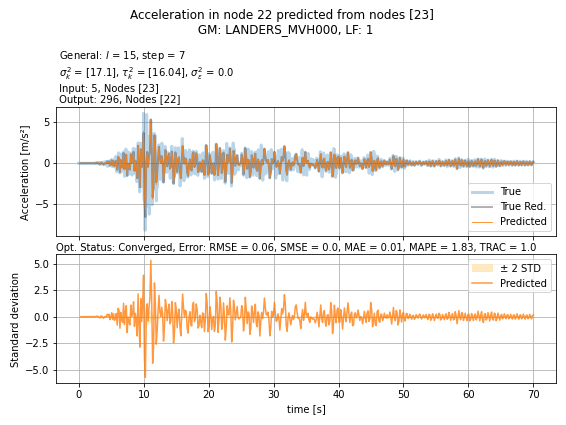 Acceleration in node 22 predicted from nodes [23]
GM: LANDERS_MVH000, LF: 1
General: l = 15, step = 7
σ²ₖ = [17.1], τ²ₖ = [16.04], σ²ε = 0.0
Input: 5, Nodes [23]
Output: 296, Nodes [22]
Acceleration [m/s²]
5
0
−5
True
True Red.
Predicted
Opt. Status: Converged, Error: RMSE = 0.06, SMSE = 0.0, MAE = 0.01, MAPE = 1.83, TRAC = 1.0
Standard deviation
5.0
2.5
0.0
−2.5
−5.0
± 2 STD
Predicted
0 10 20 30 40 50 60 70
time [s]